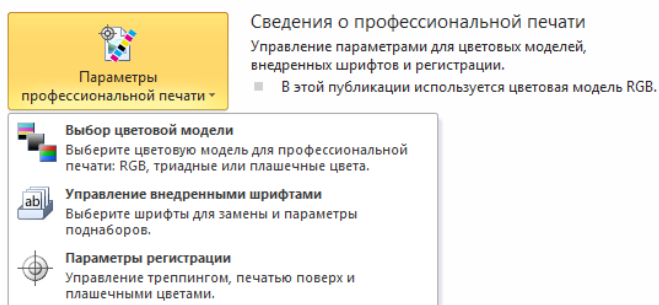 Параметры
профессиональной печати
Сведения о профессиональной печати
Управление параметрами для цветовых моделей,
внедренных шрифтов и регистрации.
В этой публикации используется цветовая модель RGB.
Выбор цветовой модели
Выберите цветовую модель для профессиональной
печати: RGB, триадные или плашечные цвета.
ab
Управление внедренными шрифтами
Выберите шрифты для замены и параметры
поднаборов.
Параметры регистрации
Управление треппингом, печатью поверх и
плашечными цветами.